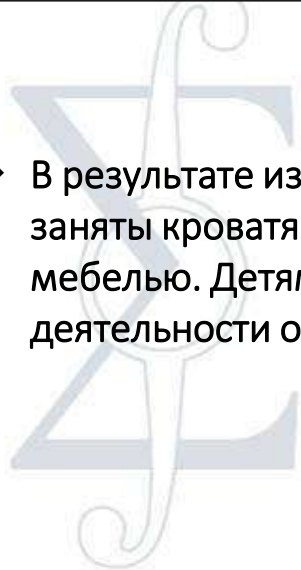 В результате из
заняты кроватя
мебелью. Детям
деятельности о